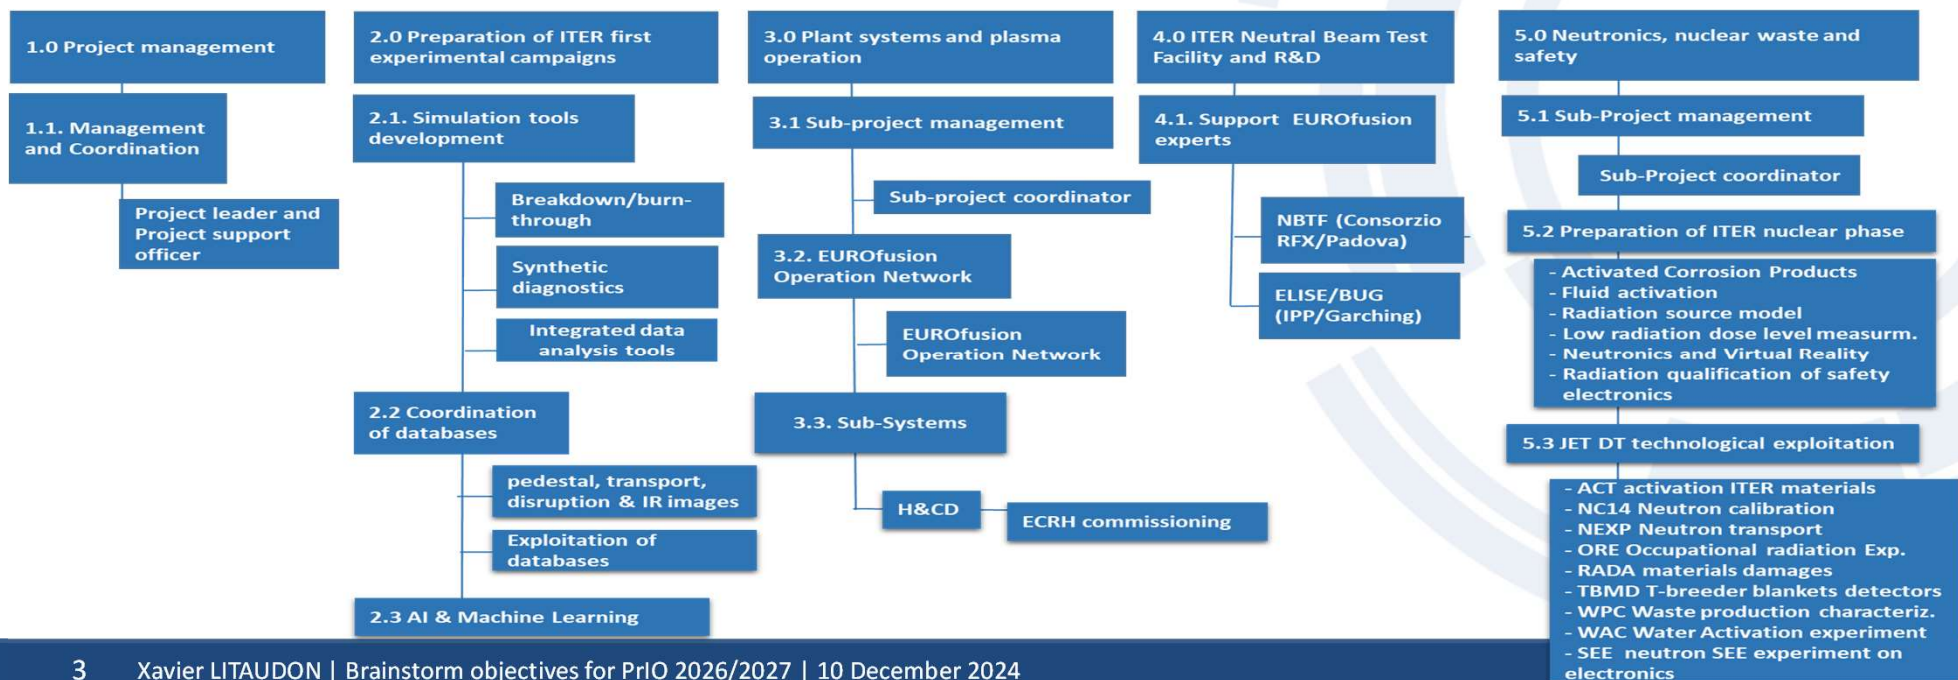 1.0 Project management
1.1. Management
and Coordination
Project leader and
Project support
officer
2.0 Preparation of ITER first
experimental campaigns
2.1. Simulation tools
development
Breakdown/burn-
through
Synthetic
diagnostics
Integrated data
analysis tools
2.2 Coordination
of databases
pedestal, transport,
disruption & IR images
Exploitation of
databases
2.3 AI & Machine Learning
3.0 Plant systems and plasma
operation
3.1 Sub-project management
Sub-project coordinator
3.2. EUROfusion
Operation Network
EUROfusion
Operation Network
3.3. Sub-Systems
H&CD
ECRH commissioning
4.0 ITER Neutral Beam Test
Facility and R&D
4.1. Support EUROfusion
experts
NBTF (Consorzio
RFX/Padova)
ELISE/BUG
(IPP/Garching)
5.0 Neutronics, nuclear waste and
safety
5.1 Sub-Project management
Sub-Project coordinator
5.2 Preparation of ITER nuclear phase
- Activated Corrosion Products
- Fluid activation
- Radiation source model
- Low radiation dose level measurm.
- Neutronics and Virtual Reality
- Radiation qualification of safety
electronics
5.3 JET DT technological exploitation
- ACT activation ITER materials
- NC14 Neutron calibration
- NEXP Neutron transport
- ORE Occupational radiation Exp.
- RADA materials damages
- TBMD T-breeder blankets detectors
- WPC Waste production characteriz.
- WAC Water Activation experiment
- SEE neutron SEE experiment on
electronics
3 Xavier LITAUDON | Brainstorm objectives for PrIO 2026/2027 | 10 December 2024